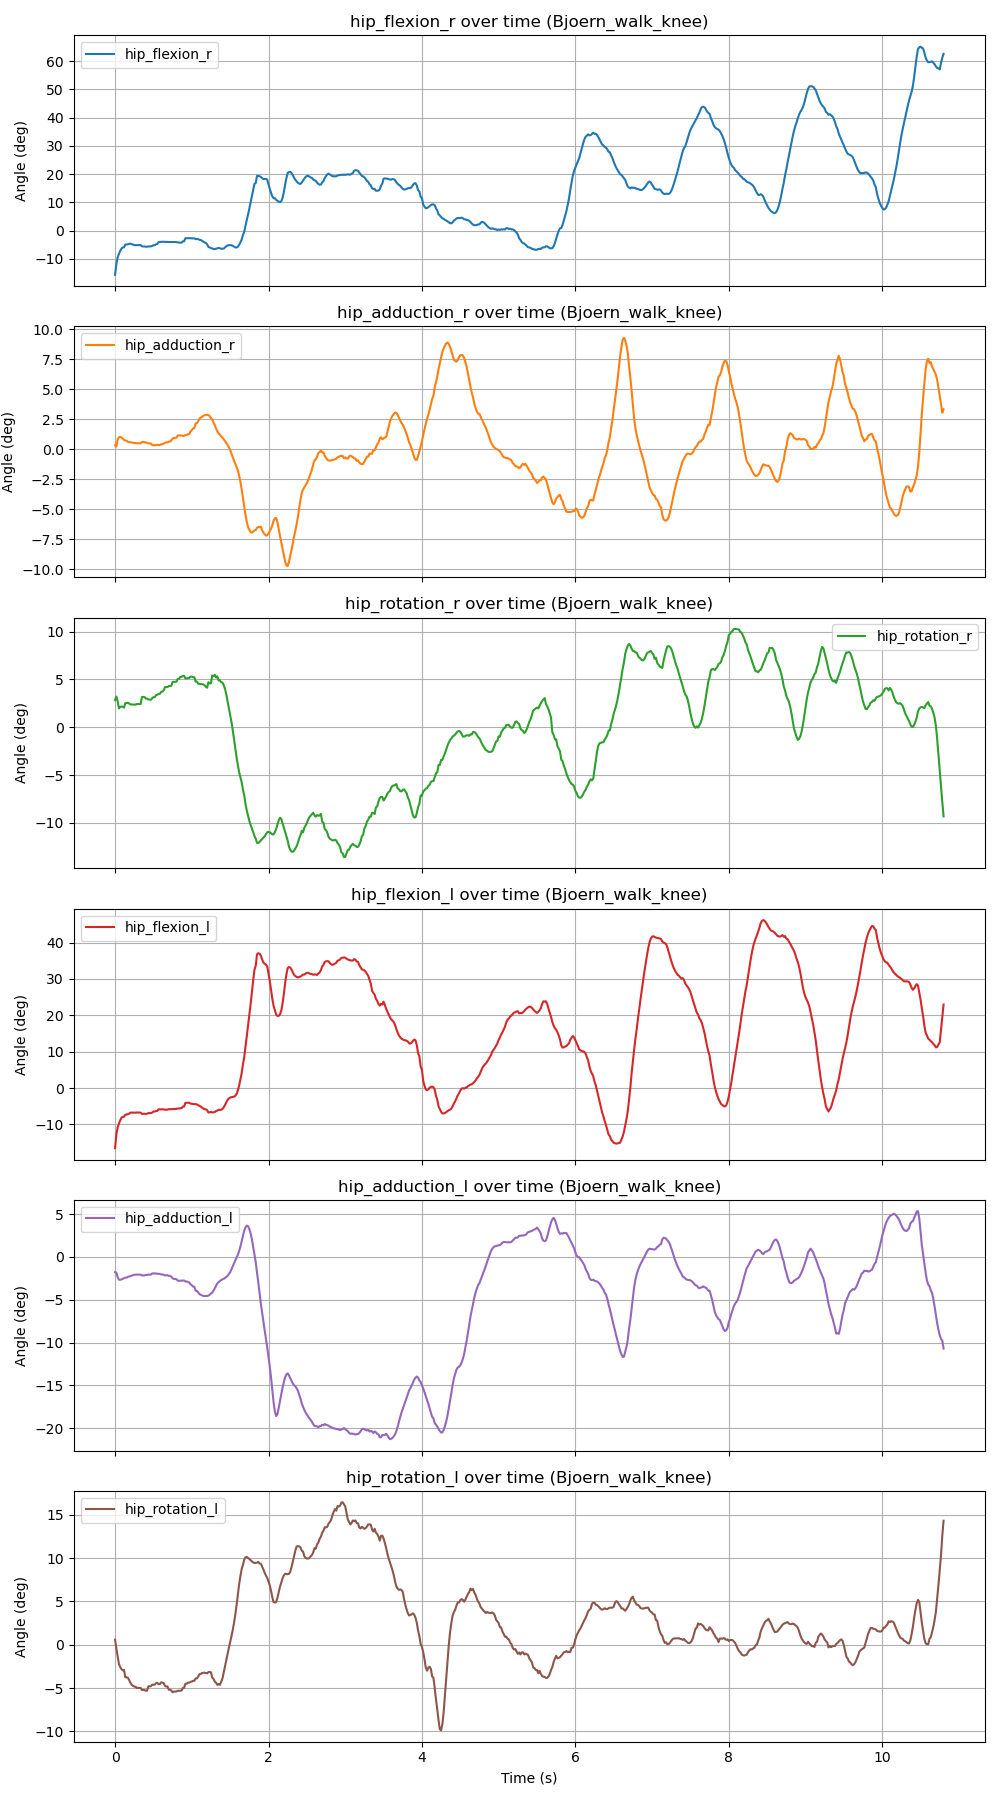 hip_flexion_r over time (Bjoern_walk_knee)
hip_flexion_r
60
50
40
30
20
10
0
−10
Angle (deg)
hip_adduction_r over time (Bjoern_walk_knee)
hip_adduction_r
10.0
7.5
5.0
2.5
0.0
−2.5
−5.0
−7.5
−10.0
Angle (deg)
hip_rotation_r over time (Bjoern_walk_knee)
hip_rotation_r
10
5
0
−5
−10
Angle (deg)
hip_flexion_l over time (Bjoern_walk_knee)
hip_flexion_l
40
30
20
10
0
−10
Angle (deg)
hip_adduction_l over time (Bjoern_walk_knee)
hip_adduction_l
5
0
−5
−10
−15
−20
Angle (deg)
hip_rotation_l over time (Bjoern_walk_knee)
hip_rotation_l
15
10
5
0
−5
−10
Angle (deg)
0 2 4 6 8 10
Time (s)